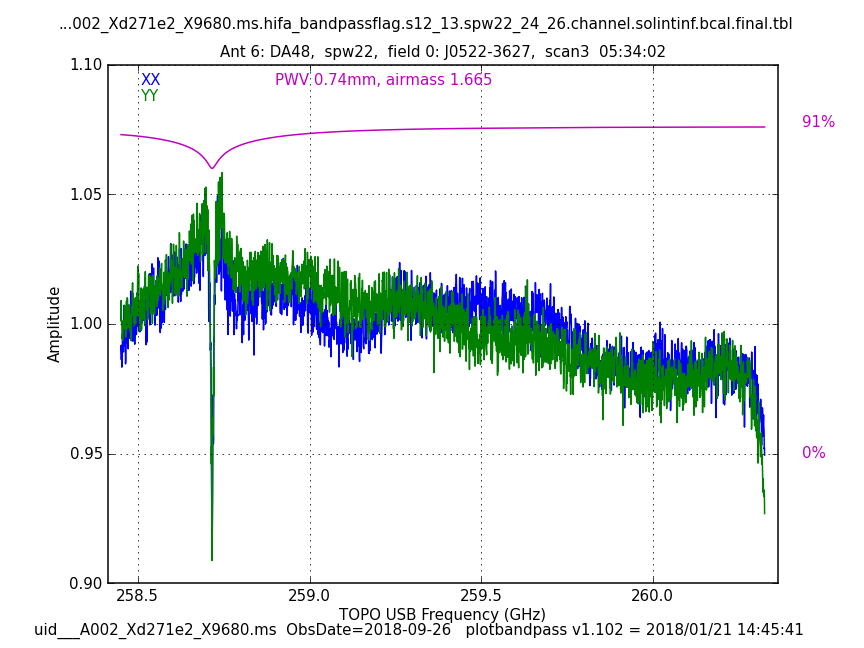 ...002_Xd271e2_X9680.ms.hifa_bandpassflag.s12_13.spw22_24_26.channel.solintinf.bcal.final.tbl
Ant 6: DA48,  spw22,  field 0: J0522-3627,  scan3  05:34:02
1.10
XX
PWV 0.74mm, airmass 1.665
YY
91%
1.05
1.00
Amplitude
0.95
0%
0.90
258.5
259.0
259.5
260.0
TOPO USB Frequency (GHz)
uid___A002_Xd271e2_X9680.ms  ObsDate=2018-09-26   plotbandpass v1.102 = 2018/01/21 14:45:41